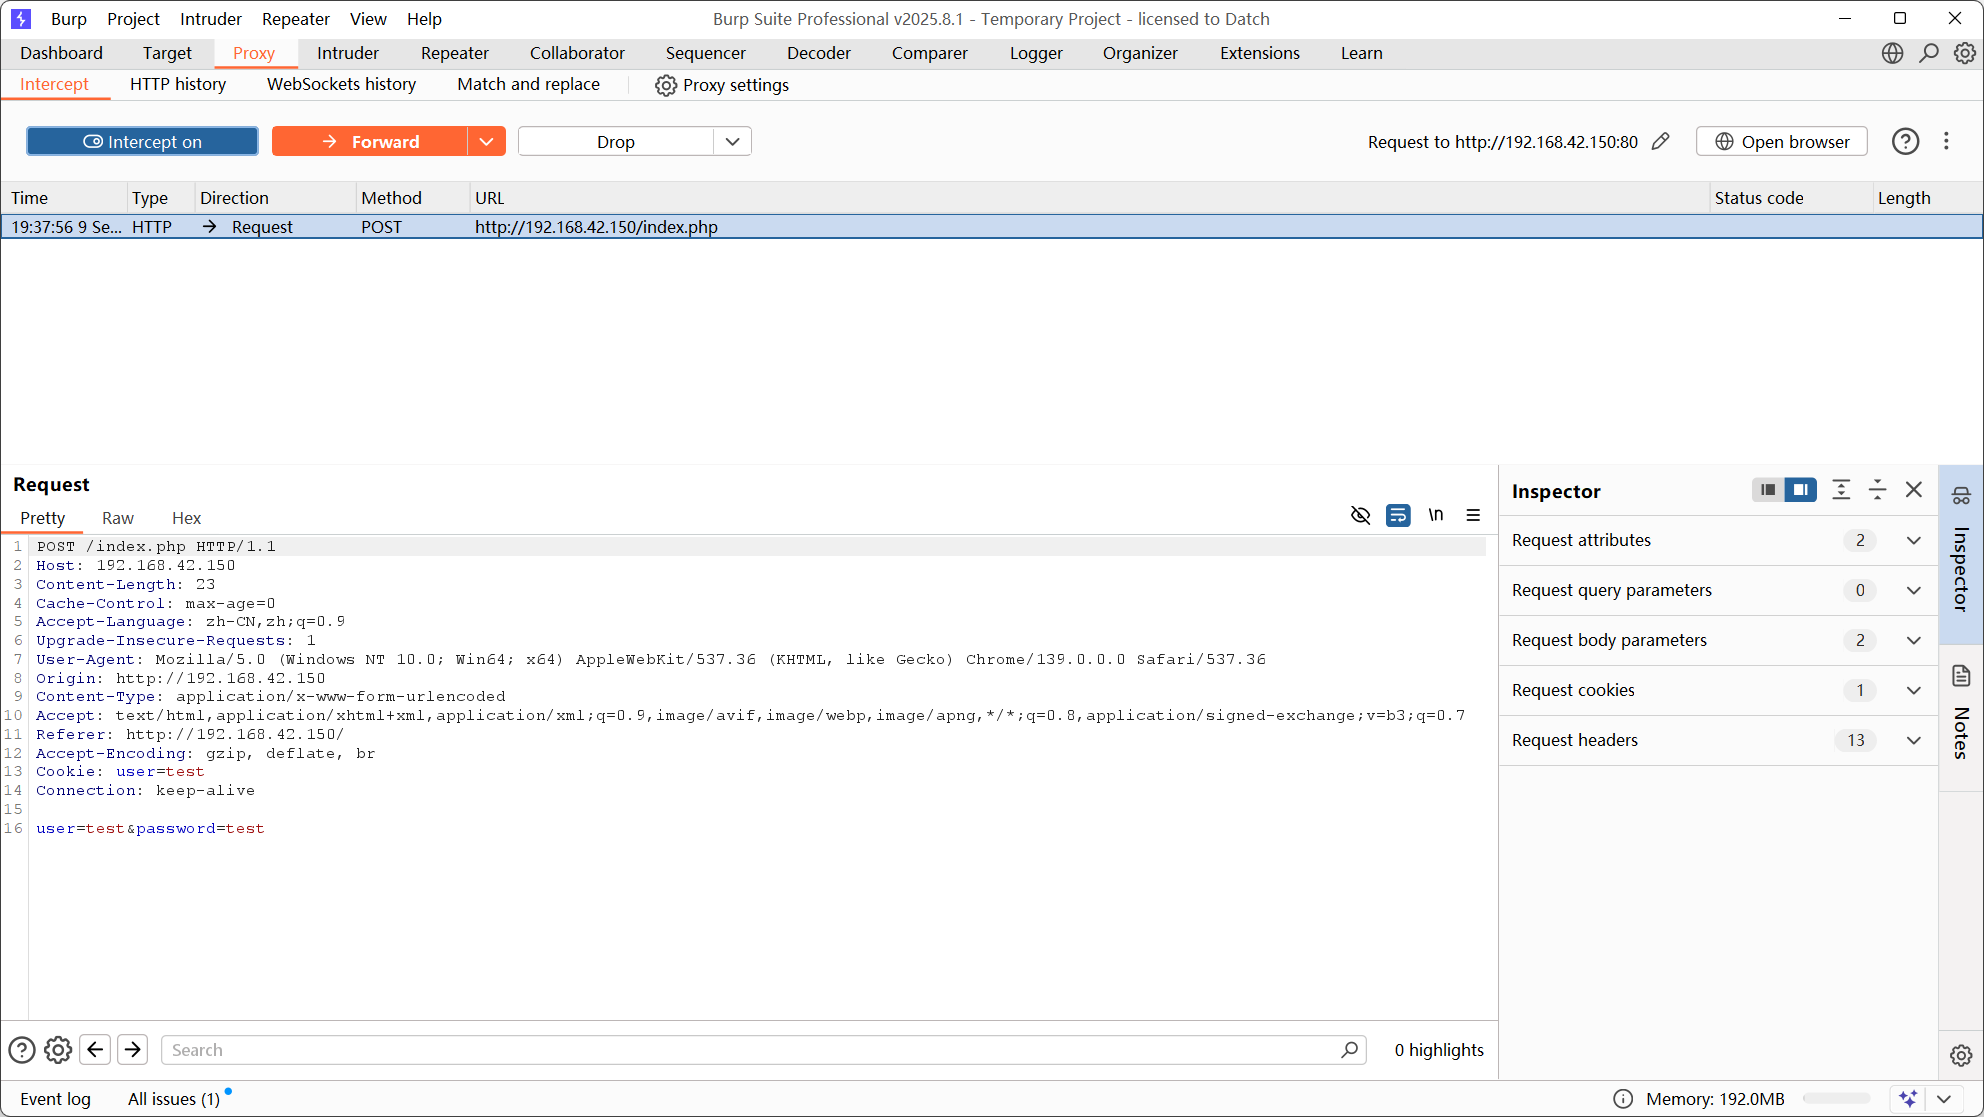 Burp Project Intruder Repeater View Help
Burp Suite Professional v2025.8.1 - Temporary Project - licensed to Datch
Dashboard Target Proxy Intruder Repeater Collaborator Sequencer Decoder Comparer Logger Organizer Extensions Learn
Intercept HTTP history WebSockets history Match and replace Proxy settings
Intercept on Forward Drop Request to http://192.168.42.150:80 Open browser
Time Type Direction Method URL Status code Length
19:37:56 9 Se... HTTP Request POST http://192.168.42.150/index.php
Request
Pretty Raw Hex
\n
1 POST /index.php HTTP/1.1
2 Host: 192.168.42.150
3 Content-Length: 23
4 Cache-Control: max-age=0
5 Accept-Language: zh-CN,zh;q=0.9
6 Upgrade-Insecure-Requests: 1
7 User-Agent: Mozilla/5.0 (Windows NT 10.0; Win64; x64) AppleWebKit/537.36 (KHTML, like Gecko) Chrome/139.0.0.0 Safari/537.36
8 Origin: http://192.168.42.150
9 Content-Type: application/x-www-form-urlencoded
10 Accept: text/html,application/xhtml+xml,application/xml;q=0.9,image/avif,image/webp,image/apng,*/*;q=0.8,application/signed-exchange;v=b3;q=0.7
11 Referer: http://192.168.42.150/
12 Accept-Encoding: gzip, deflate, br
13 Cookie: user=test
14 Connection: keep-alive
15
16 user=test&password=test
Inspector
Request attributes 2
Request query parameters 0
Request body parameters 2
Request cookies 1
Request headers 13
Inspector
Notes
Search
0 highlights
Event log All issues (1) Memory: 192.0MB